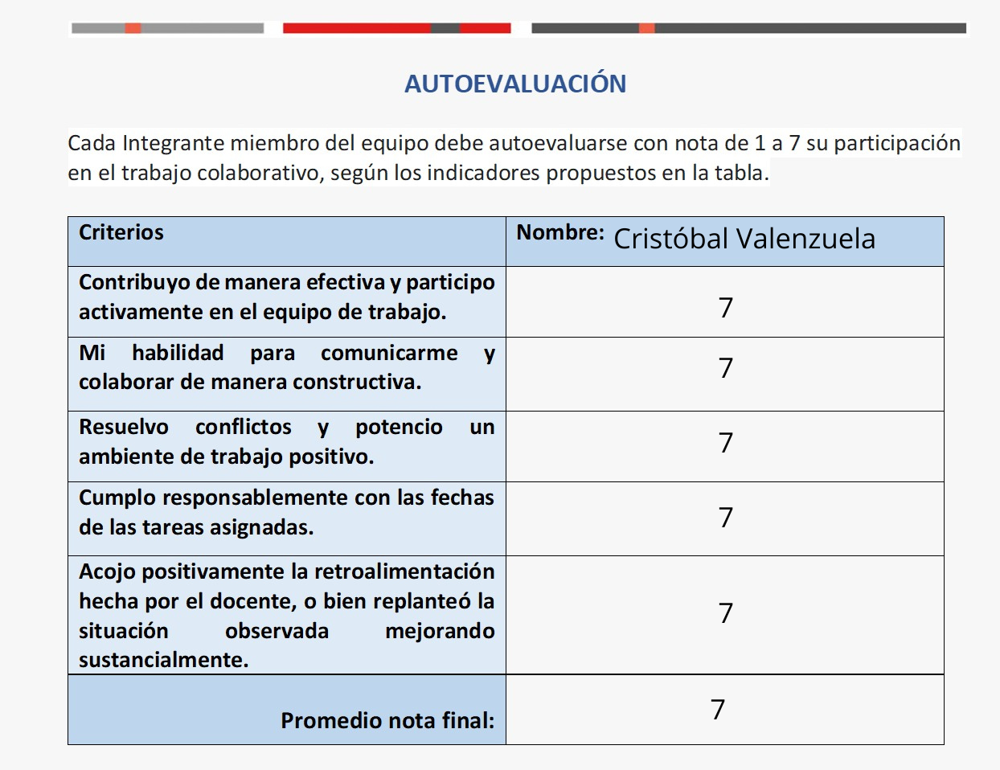 AUTOEVALUACIÓN
Cada Integrante miembro del equipo debe autoevaluarse con nota de 1 a 7 su participación
en el trabajo colaborativo, según los indicadores propuestos en la tabla.
Criterios
Nombre: Cristóbal Valenzuela
Contribuyo de manera efectiva y participo
activamente en el equipo de trabajo.
7
Mi habilidad para comunicarme y
colaborar de manera constructiva.
7
Resuelvo conflictos y potencio un
ambiente de trabajo positivo.
7
Cumplo responsablemente con las fechas
de las tareas asignadas.
7
Acojo positivamente la retroalimentación
hecha por el docente, o bien replanteó la
situación observada mejorando
sustancialmente.
7
Promedio nota final:
7